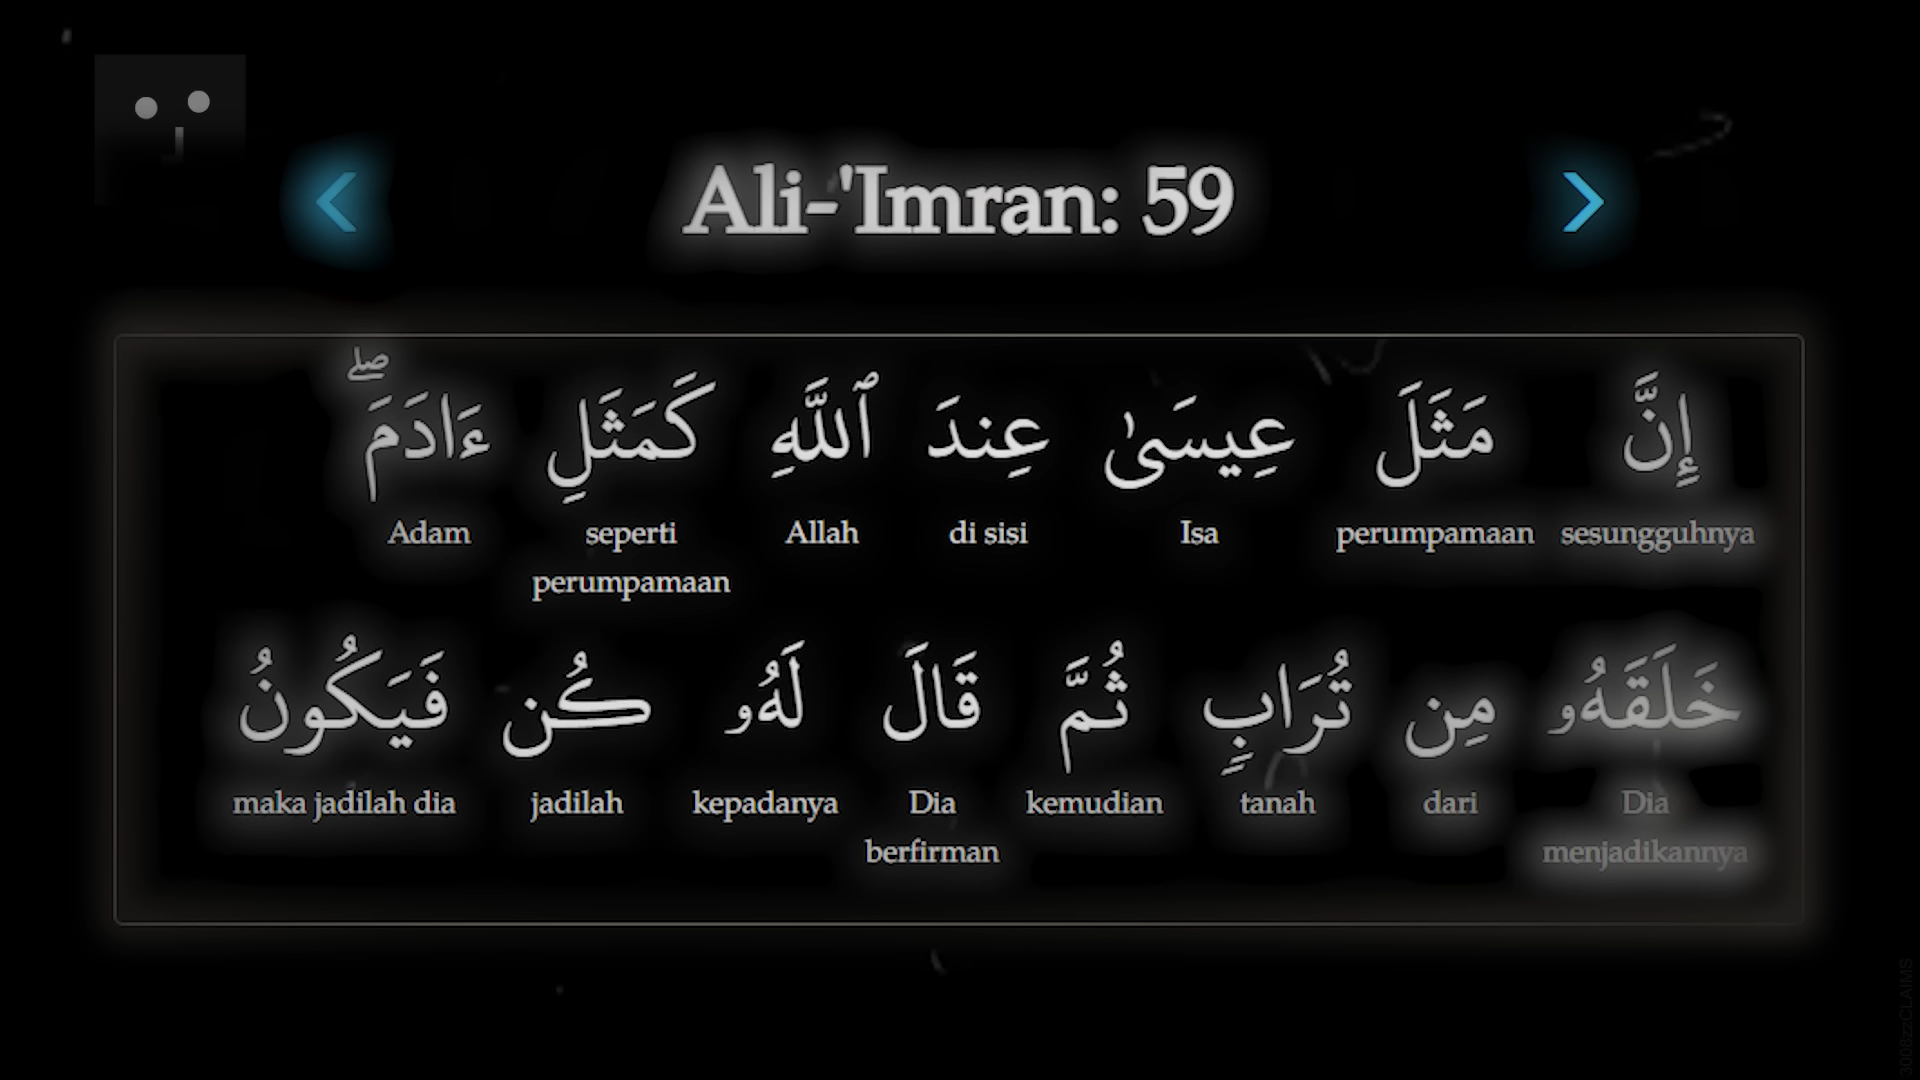 Ali-'Imran: 59
إِنَّ مَثَلَ عِيسَىٰ عِندَ ٱللَّهِ كَمَثَلِ ءَادَمَ ۖ
sesungguhnya perumpamaan Isa di sisi Allah seperti perumpamaan Adam
خَلَقَهُۥ مِن تُرَابٍ ثُمَّ قَالَ لَهُۥ كُن فَيَكُونُ
Dia menjadikannya dari tanah kemudian Dia berfirman kepadanya jadilah maka jadilah dia
3008zzCLAIMS